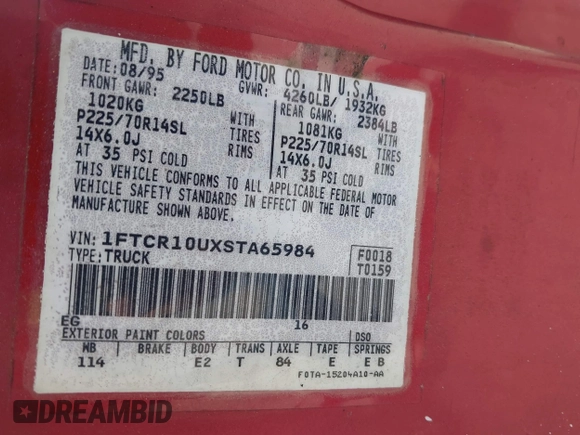 MFD. BY FORD MOTOR CO. IN U.S.A.
DATE: 08/95 GVWR: 4260LB/ 1932KG
FRONT GAWR: 2250LB REAR GAWR: 2384LB
1020KG WITH 1081KG WITH
P225/70R14SL TIRES P225/70R14SL TIRES
14X6.0J RIMS 14X6.0J RIMS
AT 35 PSI COLD AT 35 PSI COLD
THIS VEHICLE CONFORMS TO ALL APPLICABLE FEDERAL MOTOR
VEHICLE SAFETY STANDARDS IN EFFECT ON THE DATE OF
MANUFACTURE SHOWN ABOVE.
VIN: 1FTCR10UXSTA65984 F0018
TYPE: TRUCK T0159
EG 16
EXTERIOR PAINT COLORS DSO
WB BRAKE BODY TRANS AXLE TAPE SPRINGS
114 E2 T 84 E E B
F0TA-15204A10-AA
DREAMBID